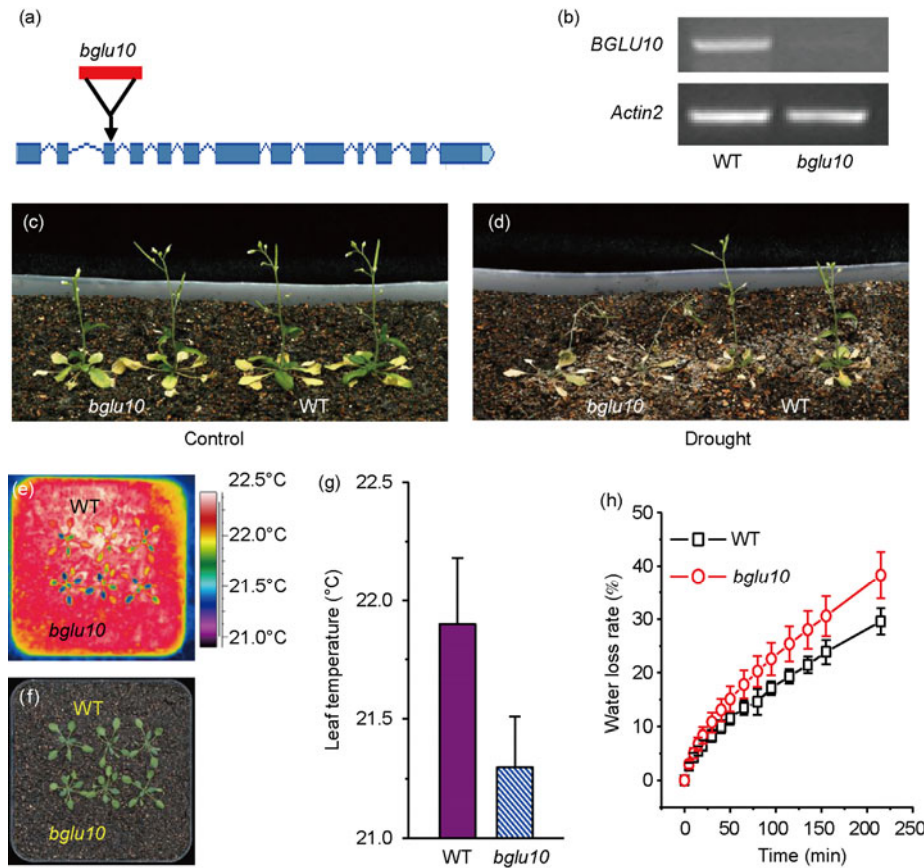 (a)
bglu10
(b)
BGLU10
Actin2
WT bglu10
(c)
bglu10 WT
Control
(d)
bglu10 WT
Drought
(e)
WT
bglu10
22.5°C
22.0°C
21.5°C
21.0°C
(f)
WT
bglu10
(g)
Leaf temperature (°C)
22.5
22.0
21.5
21.0
WT bglu10
(h)
Water loss rate (%)
50
40
30
20
10
0
WT
bglu10
0 50 100 150 200 250
Time (min)